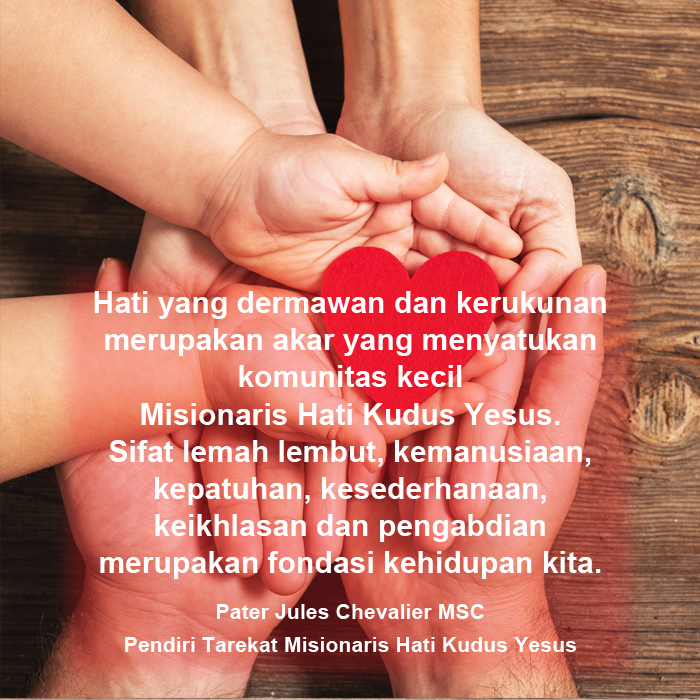 Hati yang dermawan dan kerukunan
merupakan akar yang menyatukan
komunitas kecil
Misionaris Hati Kudus Yesus.
Sifat lemah lembut, kemanusiaan,
kepatuhan, kesederhanaan,
keikhlasan dan pengabdian
merupakan fondasi kehidupan kita.
Pater Jules Chevalier MSC
Pendiri Tarekat Misionaris Hati Kudus Yesus